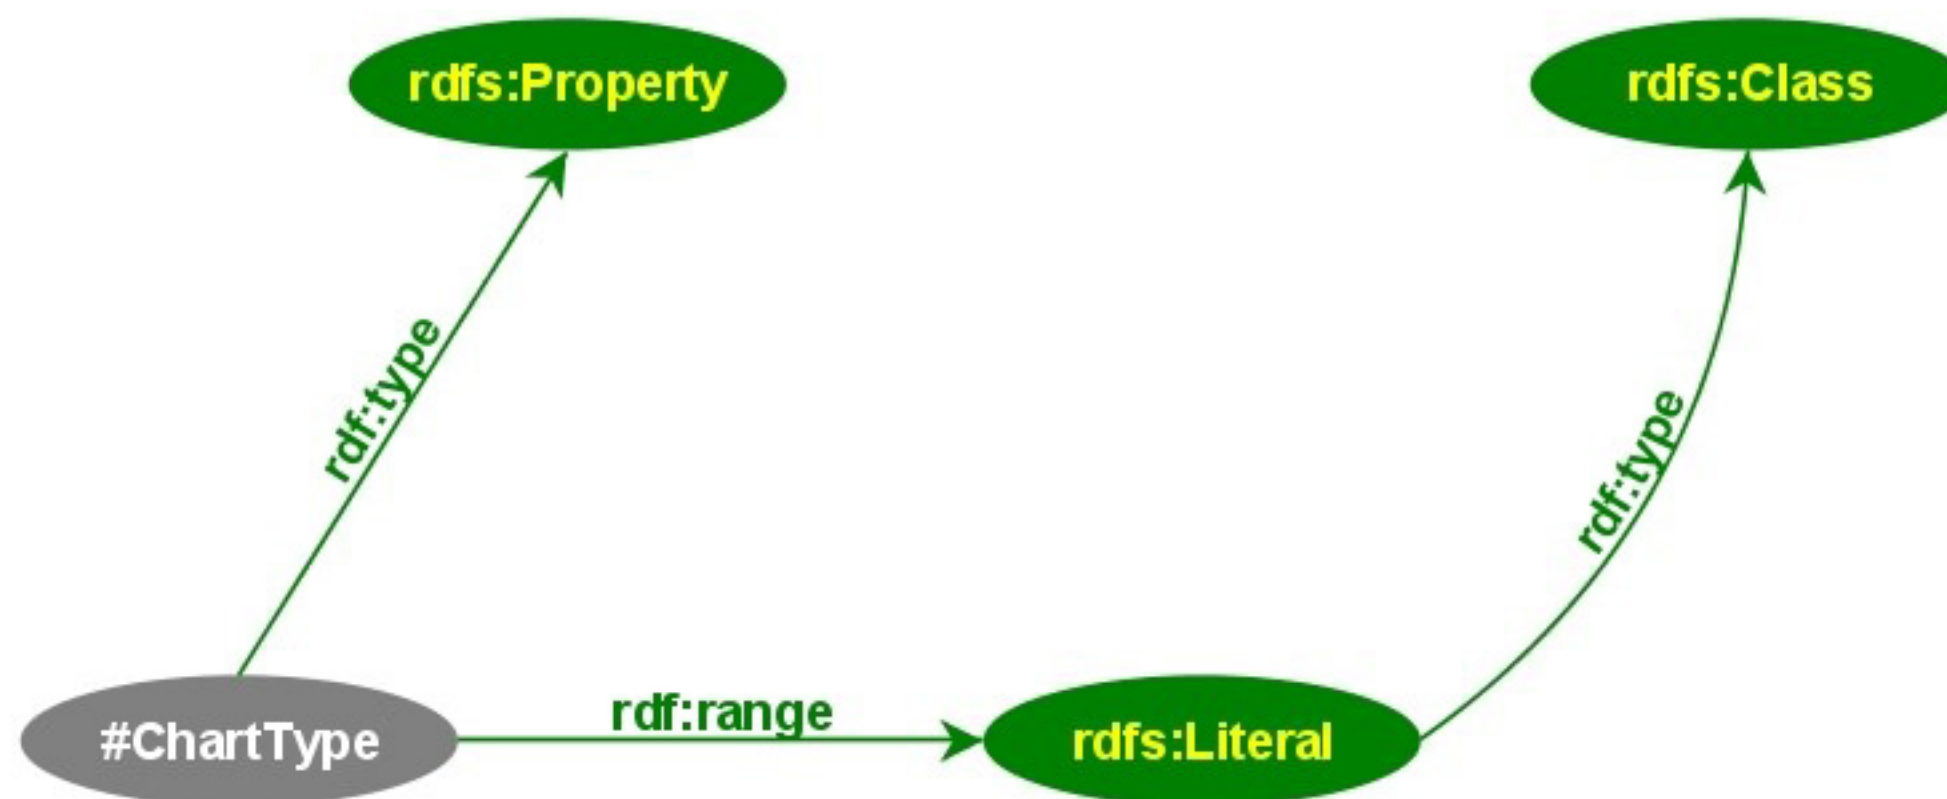 rdfs:Property
rdfs:Class
rdf:type
rdf:type
#ChartType
rdf:range
rdfs:Literal